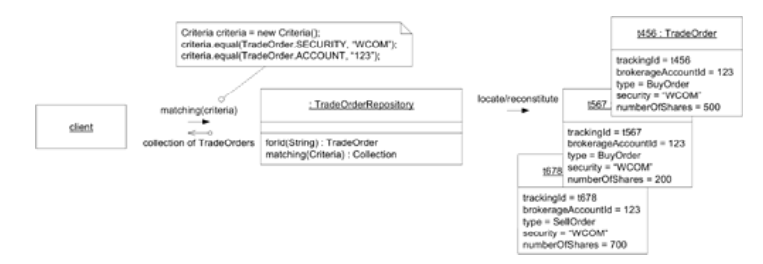 Criteria criteria = new Criteria();
criteria.equal(TradeOrder.SECURITY, "WCOM");
criteria.equal(TradeOrder.ACCOUNT, "123");
client
matching(criteria)
collection of TradeOrders
: TradeOrderRepository
forId(String) : TradeOrder
matching(Criteria) : Collection
locate/reconstitute
t456 : TradeOrder
trackingId = t456
brokerageAccountId = 123
type = BuyOrder
security = "WCOM"
numberOfShares = 500
t567
trackingId = t567
brokerageAccountId = 123
type = BuyOrder
security = "WCOM"
numberOfShares = 200
t678
trackingId = t678
brokerageAccountId = 123
type = SellOrder
security = "WCOM"
numberOfShares = 700